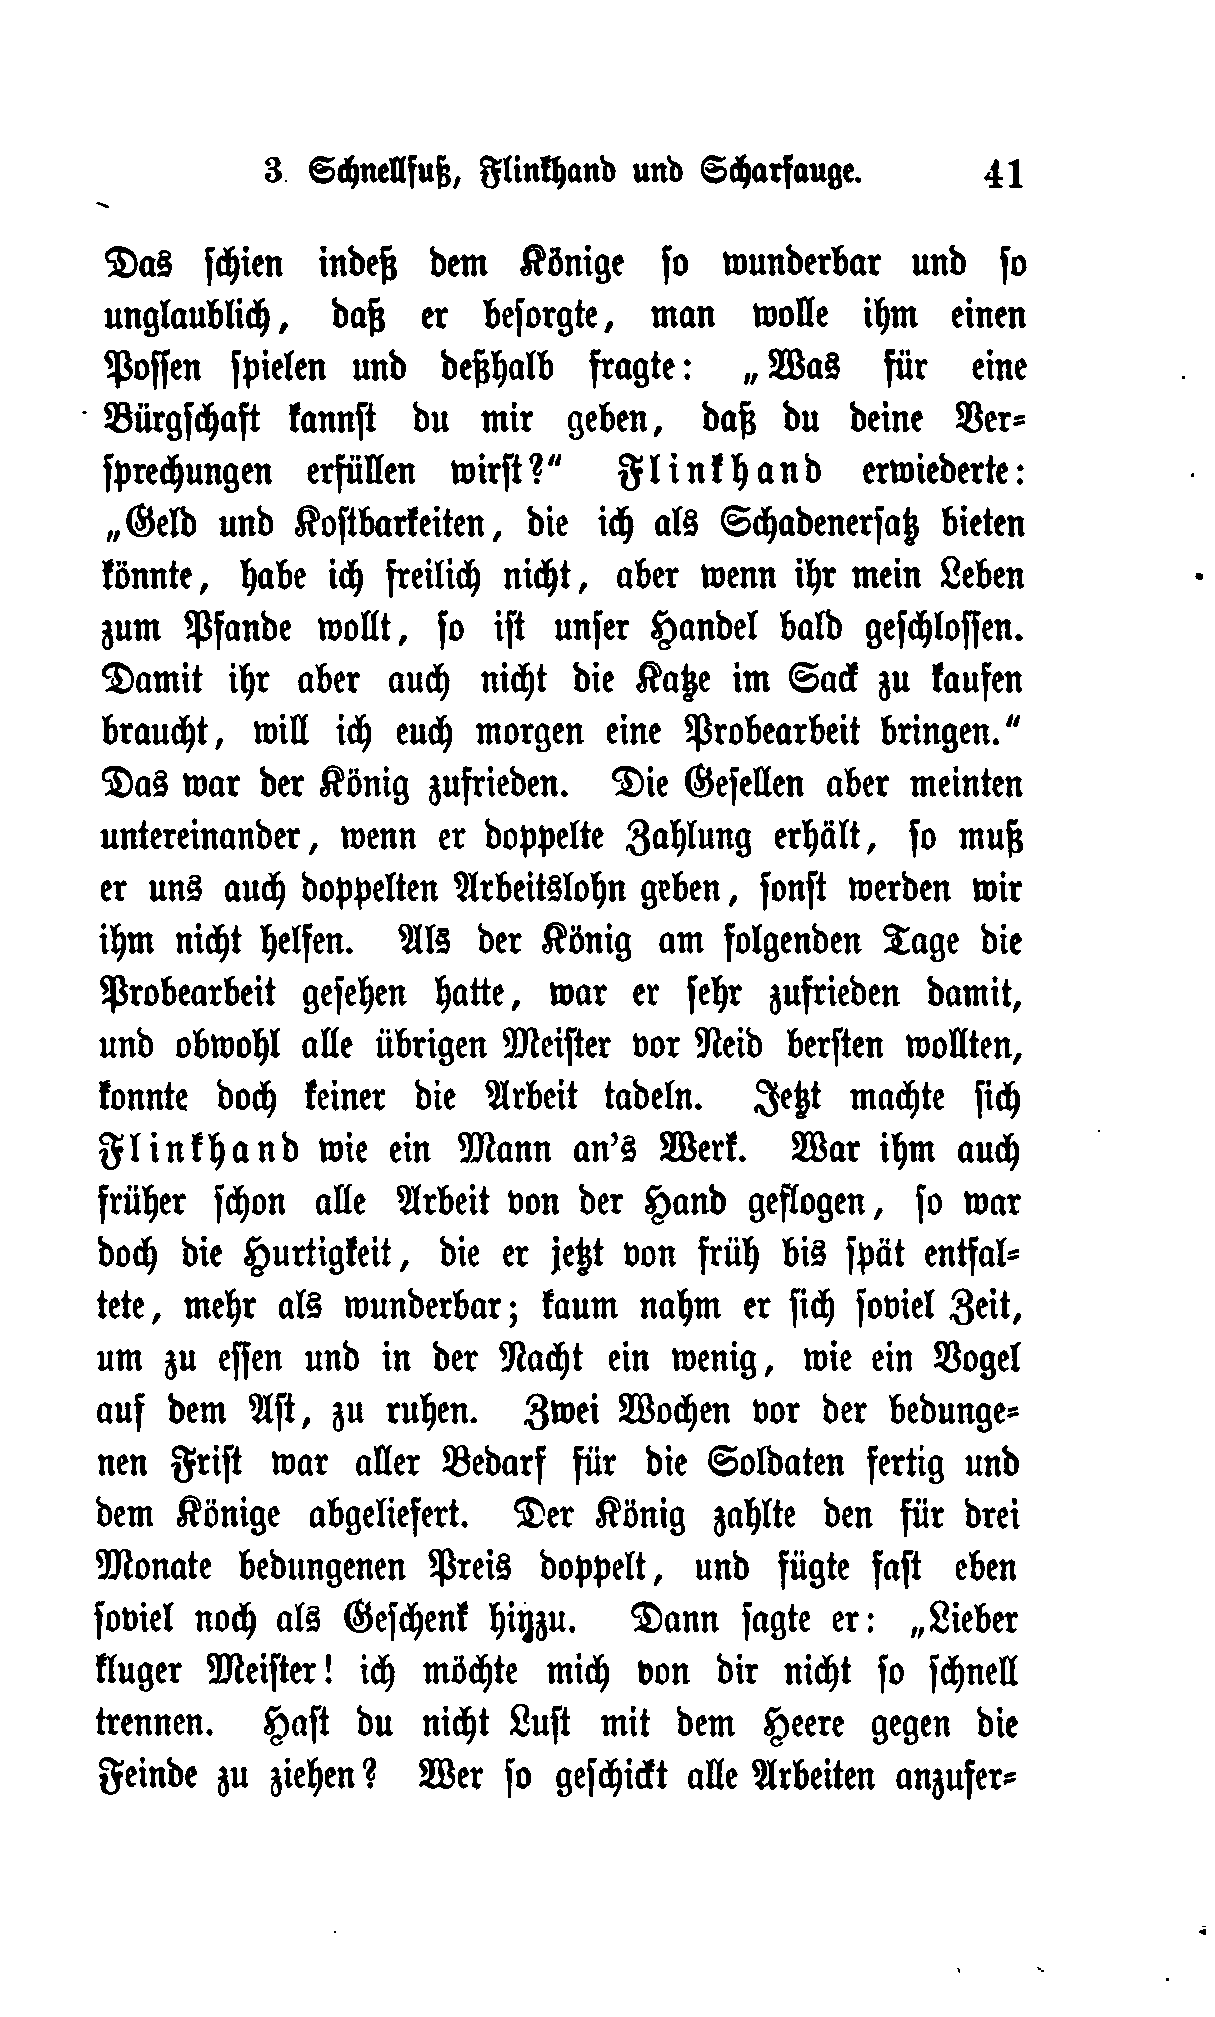 3. Schnellfuß, Flinkhand und Scharfauge. 41
Das schien indeß dem Könige so wunderbar und so
unglaublich, daß er besorgte, man wolle ihm einen
Possen spielen und deßhalb fragte: „Was für eine
Bürgschaft kannst du mir geben, daß du deine Ver-
sprechungen erfüllen wirst?“ Flinkhand erwiederte:
„Geld und Kostbarkeiten, die ich als Schadenersatz bieten
könnte, habe ich freilich nicht, aber wenn ihr mein Leben
zum Pfande wollt, so ist unser Handel bald geschlossen.
Damit ihr aber auch nicht die Katze im Sack zu kaufen
braucht, will ich euch morgen eine Probearbeit bringen.“
Das war der König zufrieden. Die Gesellen aber meinten
untereinander, wenn er doppelte Zahlung erhält, so muß
er uns auch doppelten Arbeitslohn geben, sonst werden wir
ihm nicht helfen. Als der König am folgenden Tage die
Probearbeit gesehen hatte, war er sehr zufrieden damit,
und obwohl alle übrigen Meister vor Neid bersten wollten,
konnte doch keiner die Arbeit tadeln. Jetzt machte sich
Flinkhand wie ein Mann an's Werk. War ihm auch
früher schon alle Arbeit von der Hand geflogen, so war
doch die Hurtigkeit, die er jetzt von früh bis spät entfal-
tete, mehr als wunderbar; kaum nahm er sich soviel Zeit,
um zu essen und in der Nacht ein wenig, wie ein Vogel
auf dem Ast, zu ruhen. Zwei Wochen vor der bedunge-
nen Frist war aller Bedarf für die Soldaten fertig und
dem Könige abgeliefert. Der König zahlte den für drei
Monate bedungenen Preis doppelt, und fügte fast eben
soviel noch als Geschenk hinzu. Dann sagte er: „Lieber
kluger Meister! ich möchte mich von dir nicht so schnell
trennen. Hast du nicht Lust mit dem Heere gegen die
Feinde zu ziehen? Wer so geschickt alle Arbeiten anzufer-